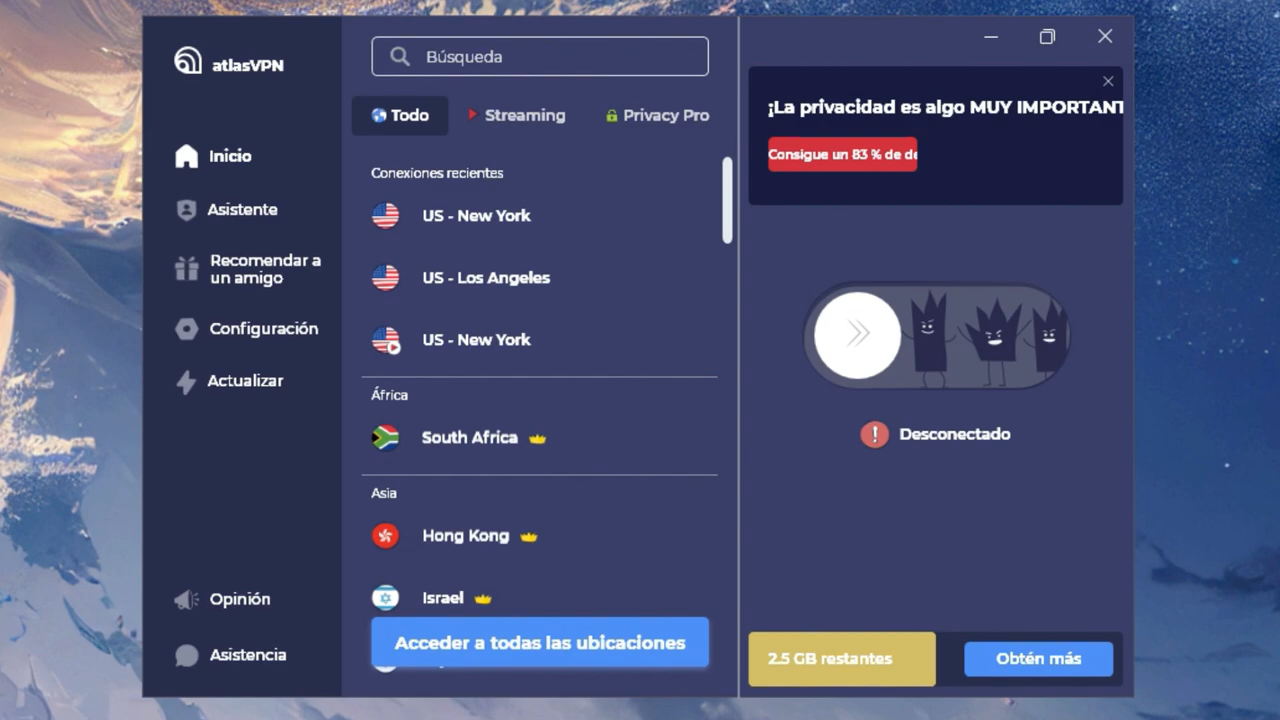 atlasVPN
Inicio
Asistente
Recomendar a
un amigo
Configuración
Actualizar
Opinión
Asistencia
Búsqueda
Todo
Streaming
Privacy Pro
Conexiones recientes
US - New York
US - Los Angeles
US - New York
África
South Africa
Asia
Hong Kong
Israel
Acceder a todas las ubicaciones
¡La privacidad es algo MUY IMPORTANT
Consigue un 83 % de de
Desconectado
2.5 GB restantes
Obtén más